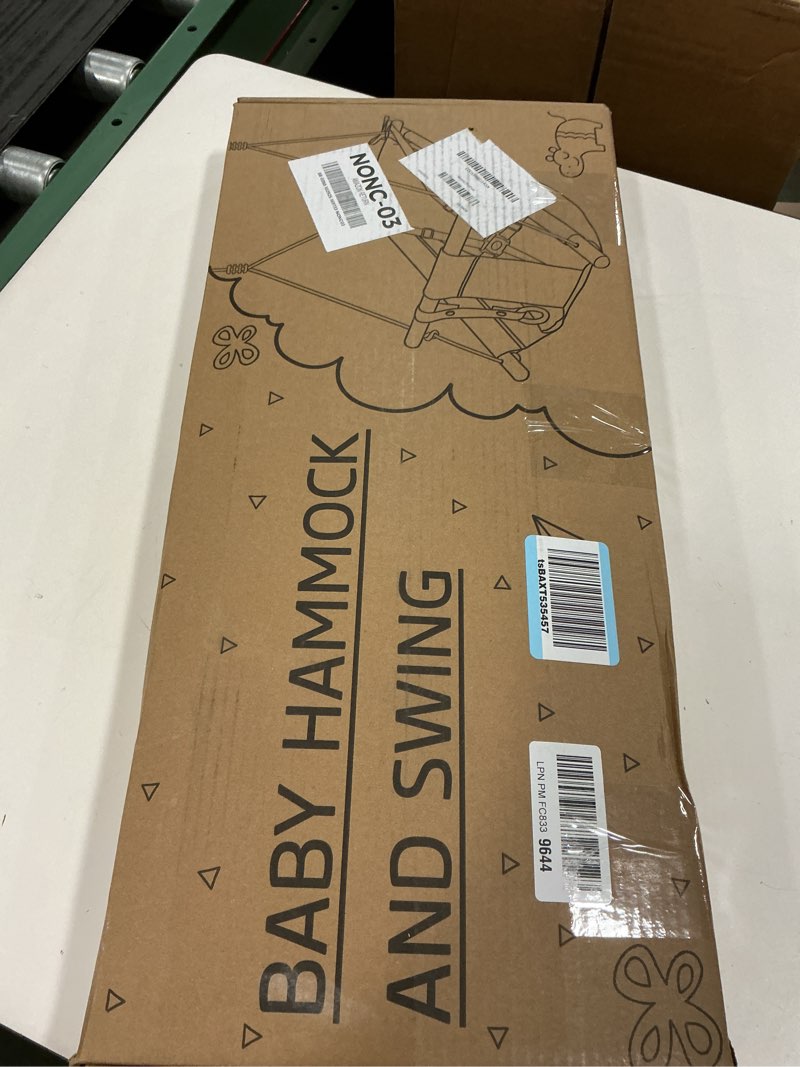 BABY HAMMOCK
AND SWING
NONC-03
tsBAXT535457
LPN PM FC833 9644